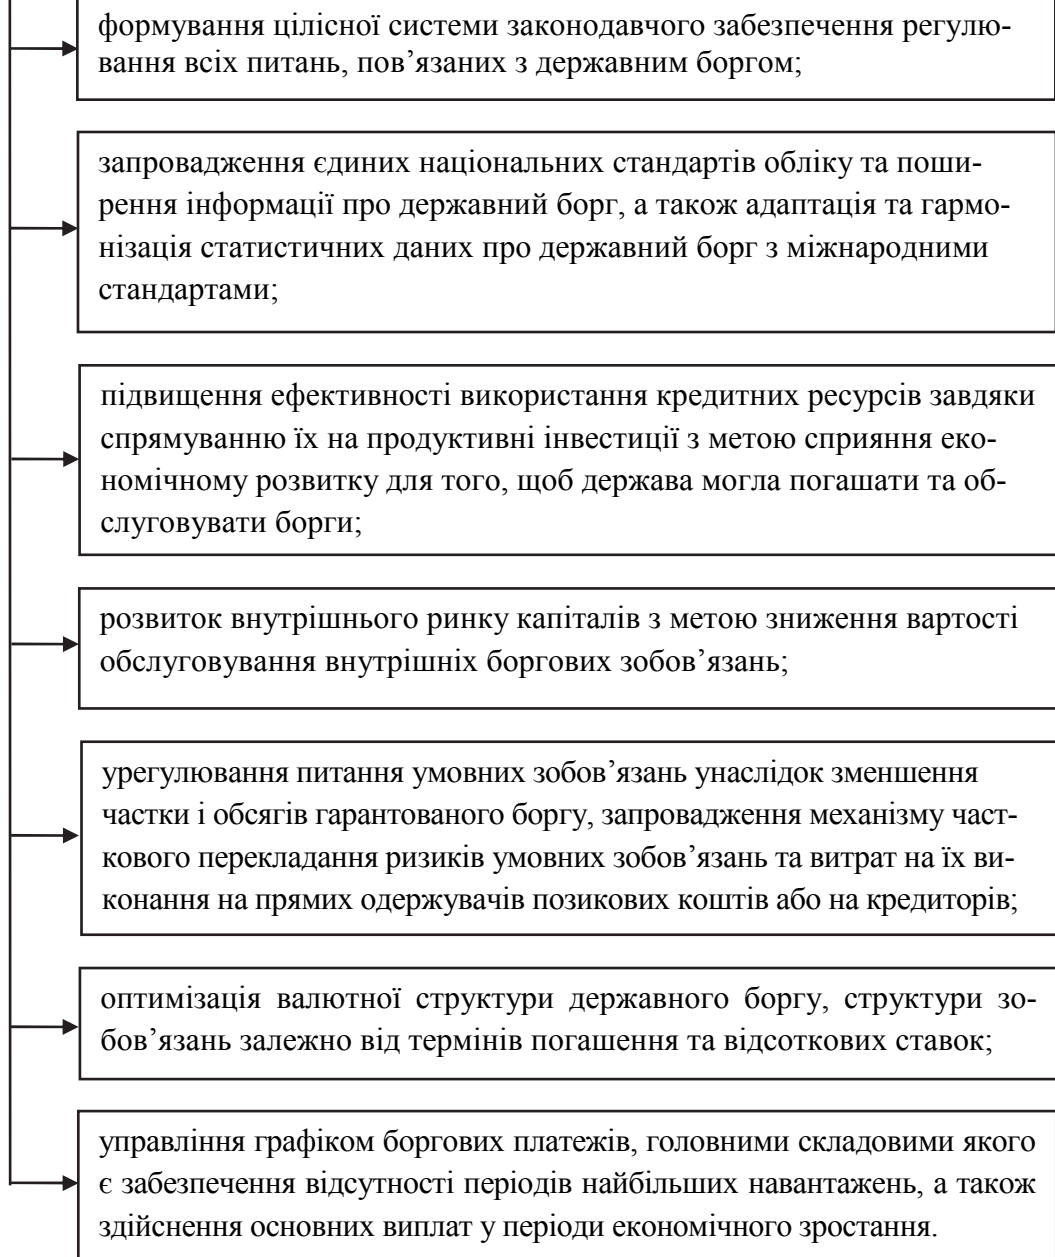 формування цілісної системи законодавчого забезпечення регулю-
вання всіх питань, пов’язаних з державним боргом;
запровадження єдиних національних стандартів обліку та поши-
рення інформації про державний борг, а також адаптація та гармо-
нізація статистичних даних про державний борг з міжнародними
стандартами;
підвищення ефективності використання кредитних ресурсів завдяки
спрямуванню їх на продуктивні інвестиції з метою сприяння еко-
номічному розвитку для того, щоб держава могла погашати та об-
слуговувати борги;
розвиток внутрішнього ринку капіталів з метою зниження вартості
обслуговування внутрішніх боргових зобов’язань;
урегулювання питання умовних зобов’язань унаслідок зменшення
частки і обсягів гарантованого боргу, запровадження механізму част-
кового перекладання ризиків умовних зобов’язань та витрат на їх ви-
конання на прямих одержувачів позикових коштів або на кредиторів;
оптимізація валютної структури державного боргу, структури зо-
бов’язань залежно від термінів погашення та відсоткових ставок;
управління графіком боргових платежів, головними складовими якого
є забезпечення відсутності періодів найбільших навантажень, а також
здійснення основних виплат у періоди економічного зростання.